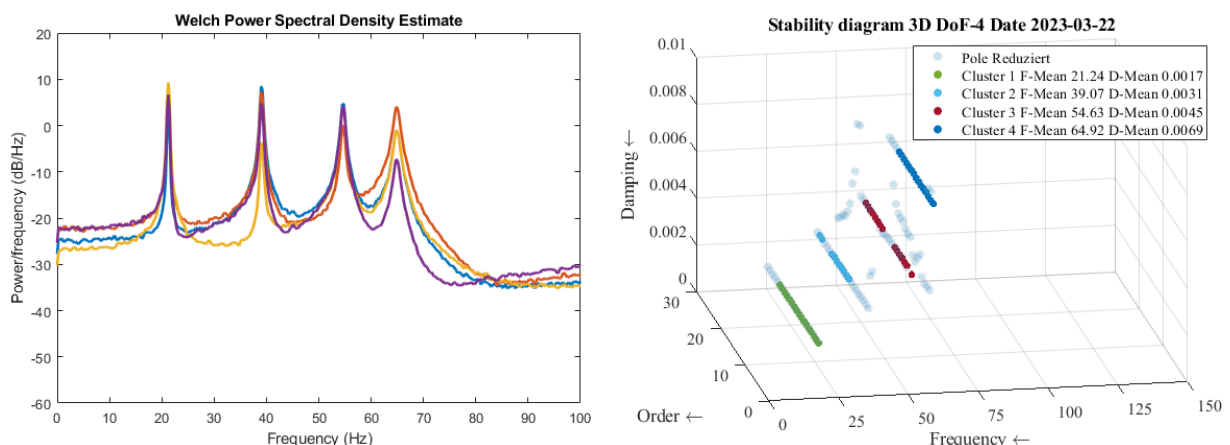 Welch Power Spectral Density Estimate
20
10
0
-10
-20
-30
-40
-50
-60
Power/frequency (dB/Hz)
0 10 20 30 40 50 60 70 80 90 100
Frequency (Hz)
Stability diagram 3D DoF-4 Date 2023-03-22
Pole Reduziert
Cluster 1 F-Mean 21.24 D-Mean 0.0017
Cluster 2 F-Mean 39.07 D-Mean 0.0031
Cluster 3 F-Mean 54.63 D-Mean 0.0045
Cluster 4 F-Mean 64.92 D-Mean 0.0069
0.01
0.008
0.006
0.004
0.002
0
Damping ←
30
20
10
0
Order ←
0 25 50 75 100 125 150
Frequency ←